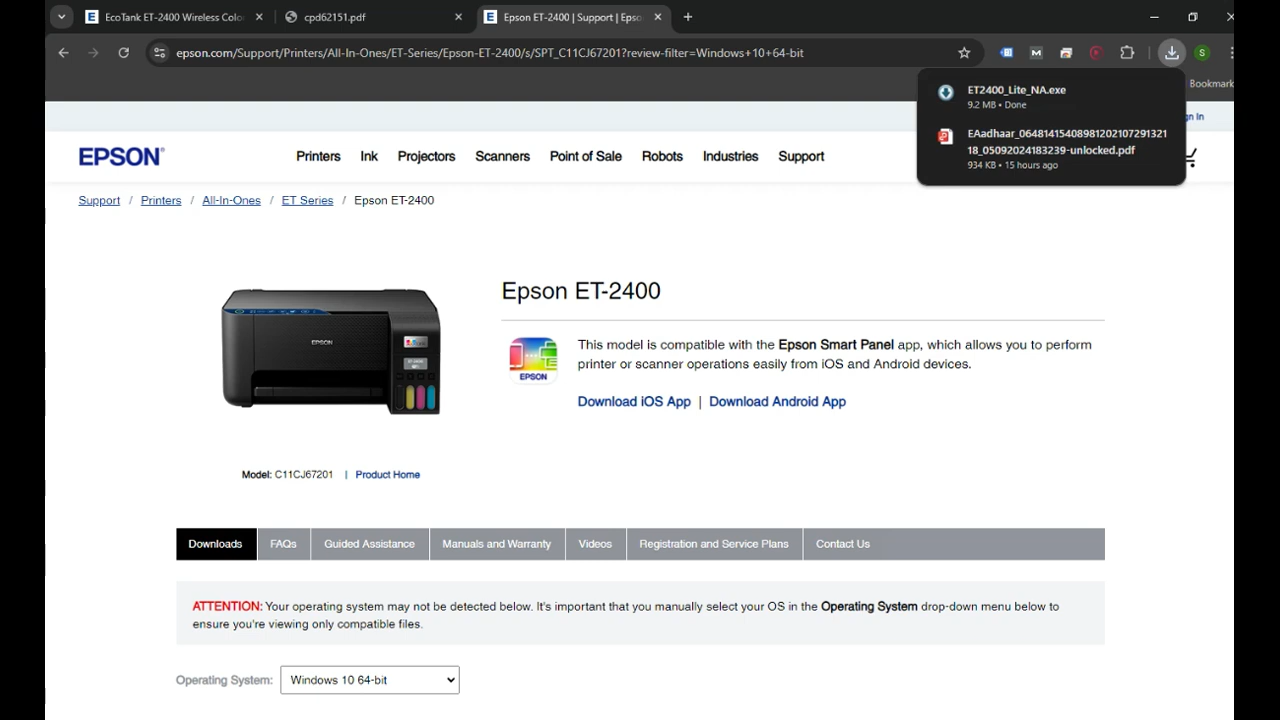 EcoTank ET-2400 Wireless Colo
cpd62151.pdf
Epson ET-2400 | Support | Epso
epson.com/Support/Printers/All-In-Ones/ET-Series/Epson-ET-2400/s/SPT_C11CJ67201?review-filter=Windows+10+64-bit
S
Bookmark
ET2400_Lite_NA.exe
9.2 MB • Done
EAadhaar_06481415408981202107291321
18_05092024183239-unlocked.pdf
934 KB • 15 hours ago
gn In
EPSON
Printers
Ink
Projectors
Scanners
Point of Sale
Robots
Industries
Support
Support / Printers / All-In-Ones / ET Series / Epson ET-2400
EPSON
Epson ET-2400
EPSON
This model is compatible with the Epson Smart Panel app, which allows you to perform
printer or scanner operations easily from iOS and Android devices.
Download iOS App | Download Android App
Model: C11CJ67201 | Product Home
Downloads
FAQs
Guided Assistance
Manuals and Warranty
Videos
Registration and Service Plans
Contact Us
ATTENTION: Your operating system may not be detected below. It's important that you manually select your OS in the Operating System drop-down menu below to
ensure you're viewing only compatible files.
Operating System: Windows 10 64-bit